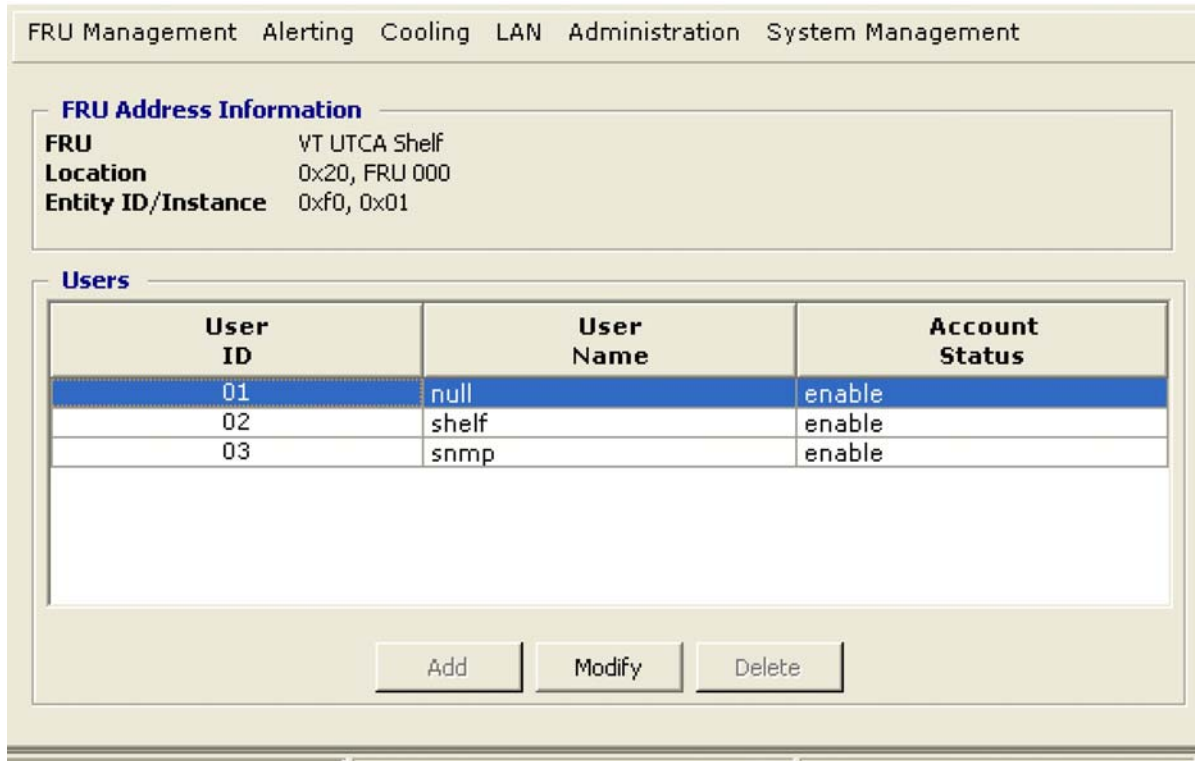 FRU Management Alerting Cooling LAN Administration System Management
FRU Address Information
FRU VT UTCA Shelf
Location 0x20, FRU 000
Entity ID/Instance 0xf0, 0x01
Users
User ID User Name Account Status
01 null enable
02 shelf enable
03 snmp enable
Add Modify Delete